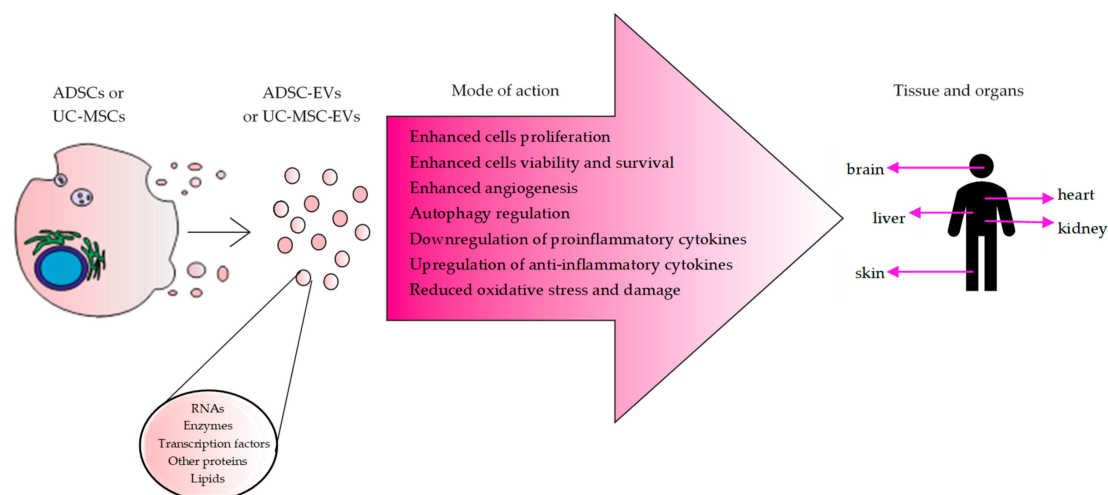 ADSCs or
UC-MSCs
ADSC-EVs
or UC-MSC-EVs
Mode of action
Enhanced cells proliferation
Enhanced cells viability and survival
Enhanced angiogenesis
Autophagy regulation
Downregulation of proinflammatory cytokines
Upregulation of anti-inflammatory cytokines
Reduced oxidative stress and damage
Tissue and organs
brain
heart
liver
kidney
skin
RNAs
Enzymes
Transcription factors
Other proteins
Lipids